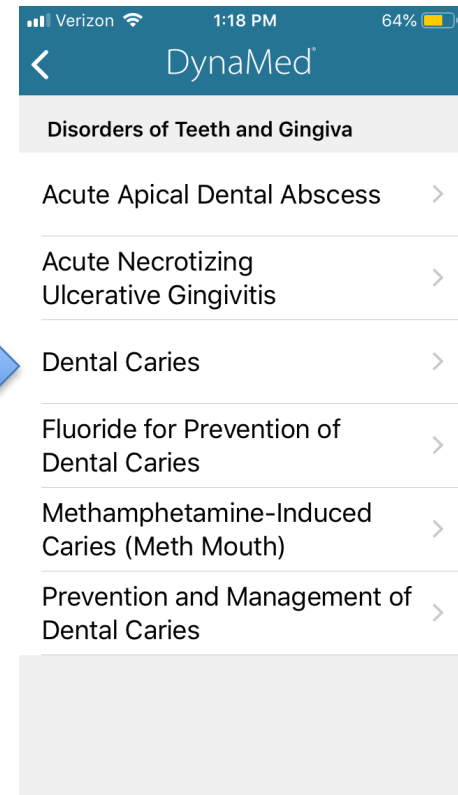 Verizon 1:18 PM 64%
DynaMed®
Disorders of Teeth and Gingiva
Acute Apical Dental Abscess
Acute Necrotizing
Ulcerative Gingivitis
Dental Caries
Fluoride for Prevention of
Dental Caries
Methamphetamine-Induced
Caries (Meth Mouth)
Prevention and Management of
Dental Caries